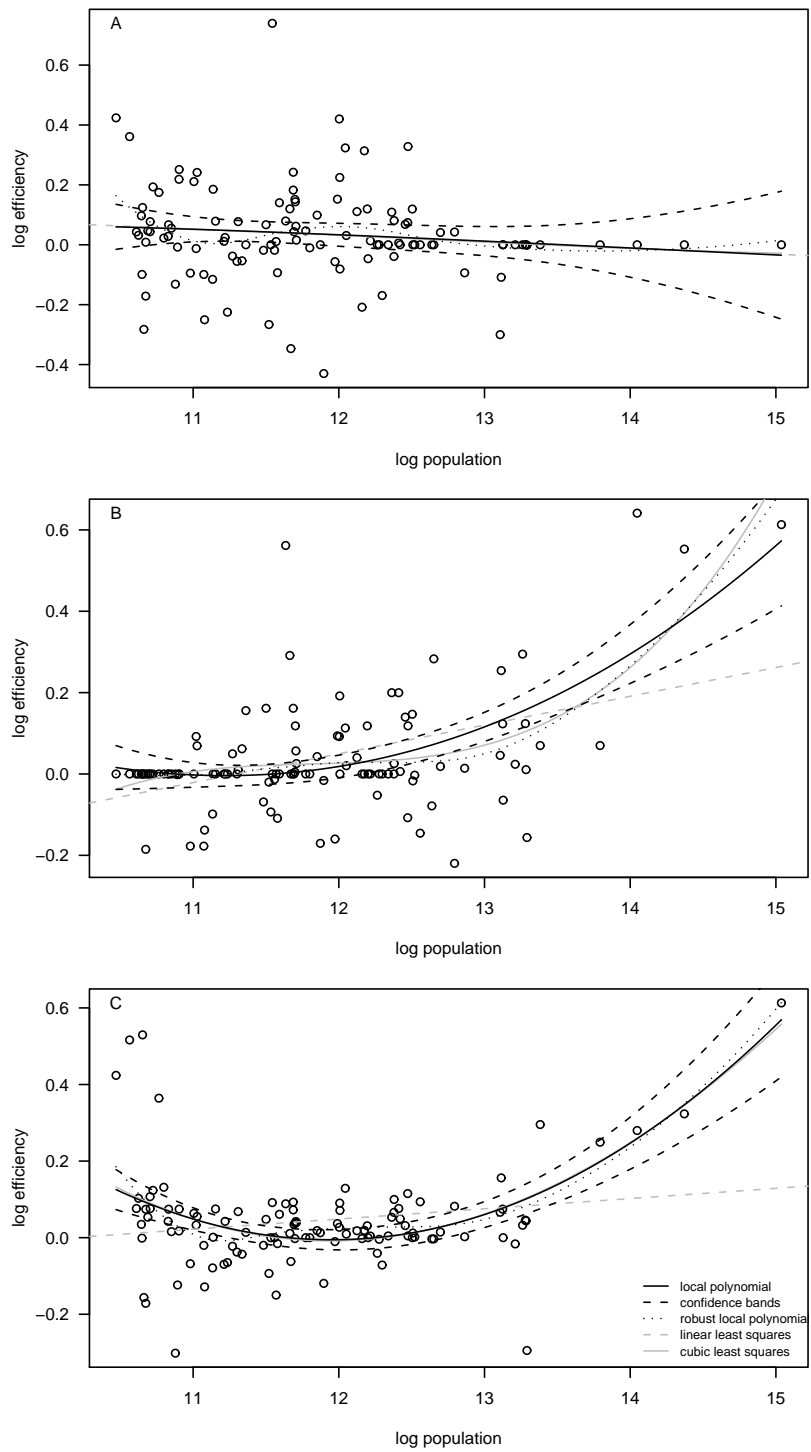 A
0.6
0.4
0.2
0.0
−0.2
−0.4
log efficiency
11 12 13 14 15
log population
B
0.6
0.4
0.2
0.0
−0.2
log efficiency
11 12 13 14 15
log population
C
0.6
0.4
0.2
0.0
−0.2
log efficiency
local polynomial
confidence bands
robust local polynomial
linear least squares
cubic least squares
11 12 13 14 15
log population